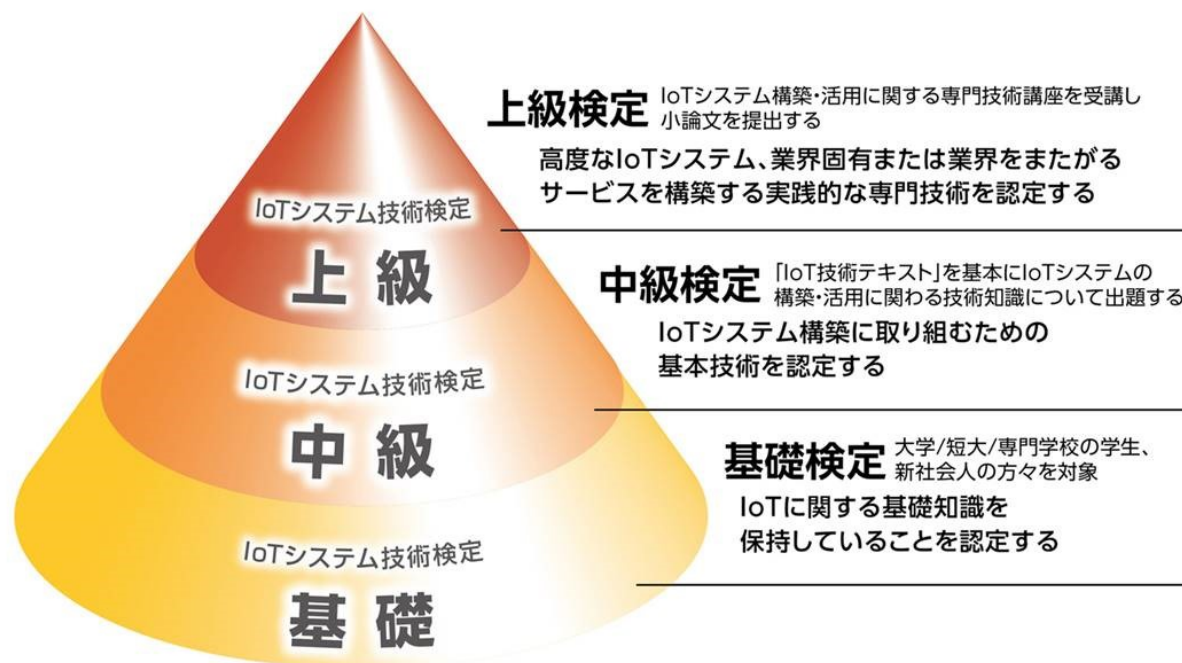 上級検定 IoTシステム構築・活用に関する専門技術講座を受講し
小論文を提出する
高度なIoTシステム、業界固有または業界をまたがる
サービスを構築する実践的な専門技術を認定する
IoTシステム技術検定
上級
中級検定 「IoT技術テキスト」を基本にIoTシステムの
構築・活用に関わる技術知識について出題する
IoTシステム構築に取り組むための
基本技術を認定する
IoTシステム技術検定
中級
基礎検定 大学/短大/専門学校の学生、
新社会人の方々を対象
IoTに関する基礎知識を
保持していることを認定する
IoTシステム技術検定
基礎